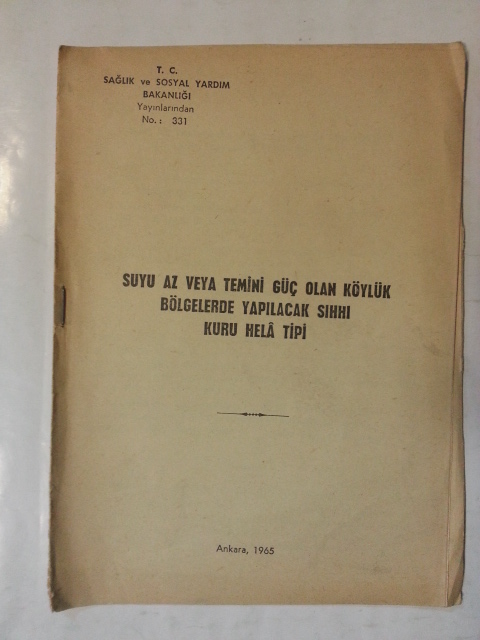 T. C.
SAĞLIK ve SOSYAL YARDIM
BAKANLIĞI
Yayınlarından
No.: 331
SUYU AZ VEYA TEMİNİ GÜÇ OLAN KÖYLÜK
BÖLGELERDE YAPILACAK SIHHI
KURU HELÂ TİPİ
Ankara, 1965